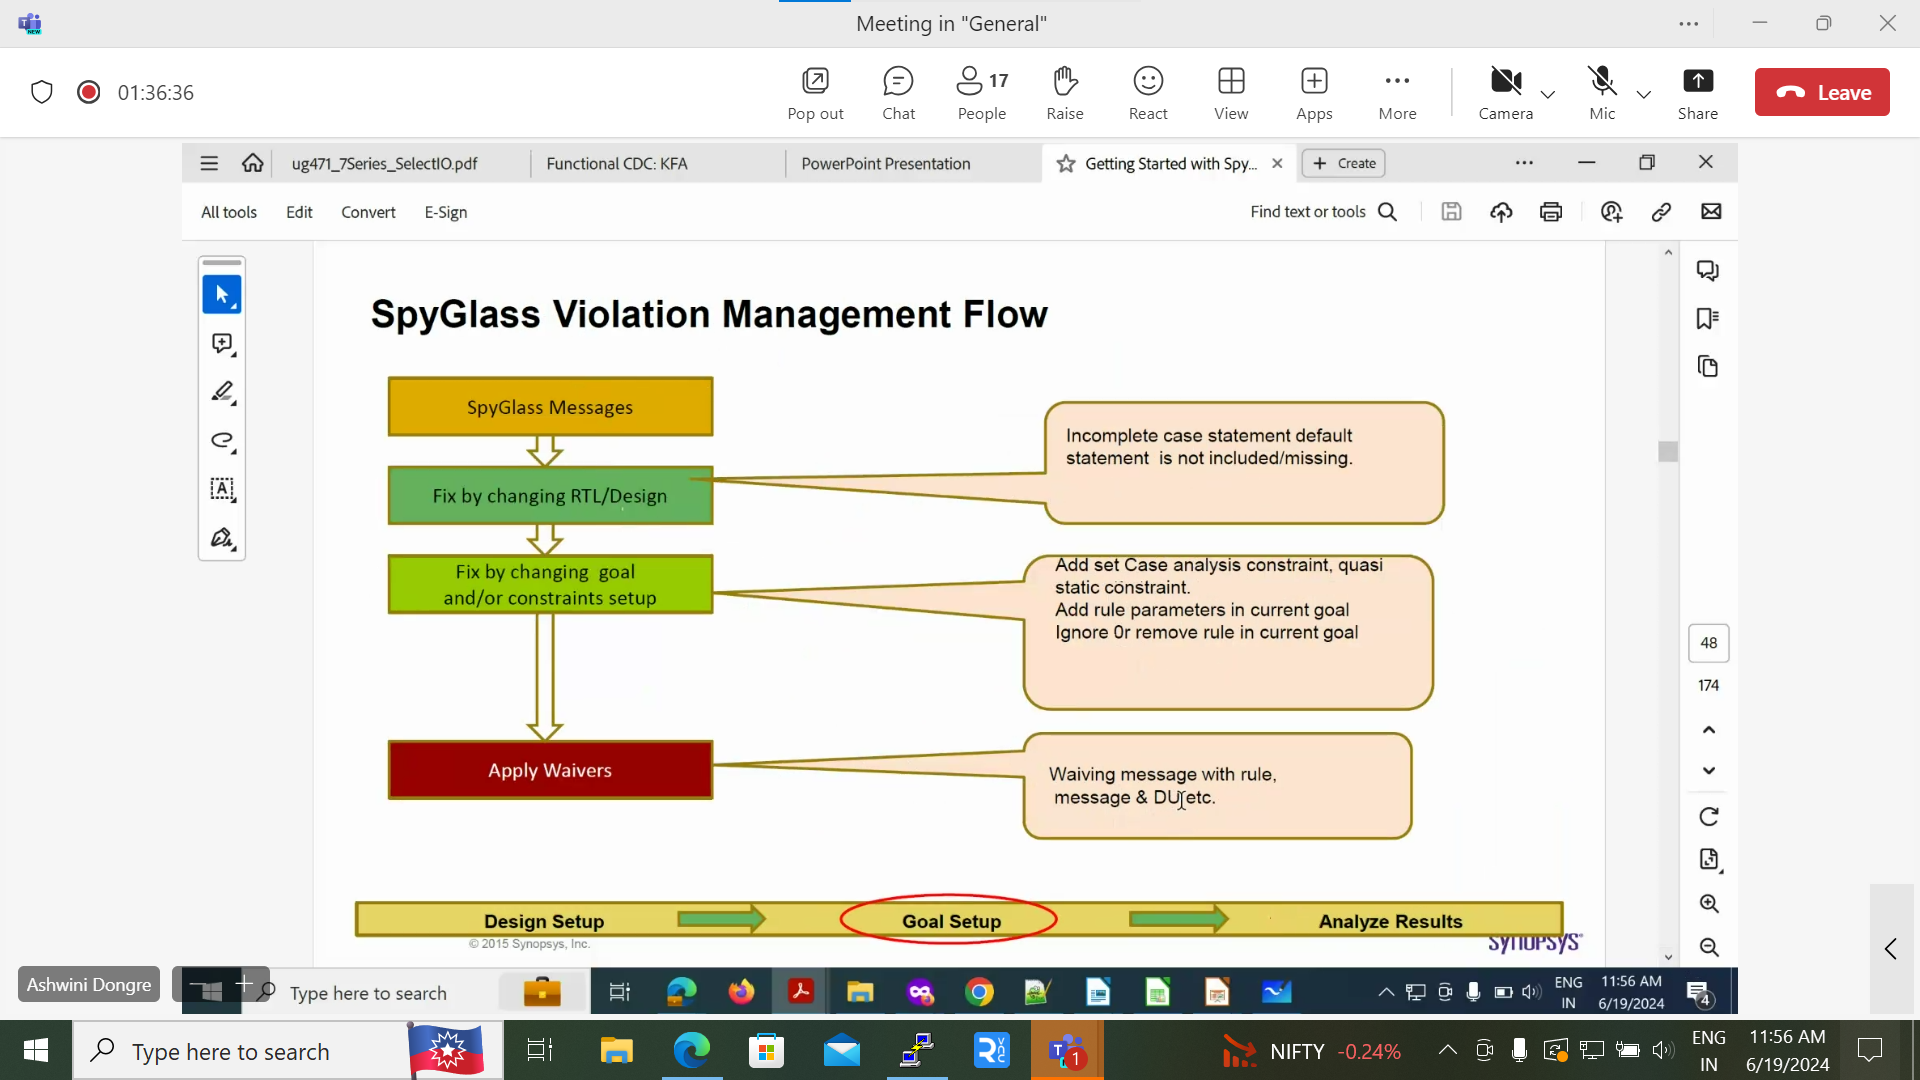 Meeting in "General"
01:36:36
Pop out
Chat
17
People
Raise
React
View
Apps
More
Camera
Mic
Share
Leave
ug471_7Series_SelectIO.pdf
Functional CDC: KFA
PowerPoint Presentation
Getting Started with Spy...
Create
All tools
Edit
Convert
E-Sign
Find text or tools
SpyGlass Violation Management Flow
SpyGlass Messages
Fix by changing RTL/Design
Fix by changing goal
and/or constraints setup
Apply Waivers
Incomplete case statement default
statement is not included/missing.
Add set Case analysis constraint, quasi
static constraint.
Add rule parameters in current goal
Ignore 0r remove rule in current goal
Waiving message with rule,
message & DU etc.
48
174
Design Setup
Goal Setup
Analyze Results
© 2015 Synopsys, Inc.
SYNOPSYS®
Ashwini Dongre
Type here to search
ENG
IN
11:56 AM
6/19/2024
4
Type here to search
1
NIFTY -0.24%
ENG
IN
11:56 AM
6/19/2024